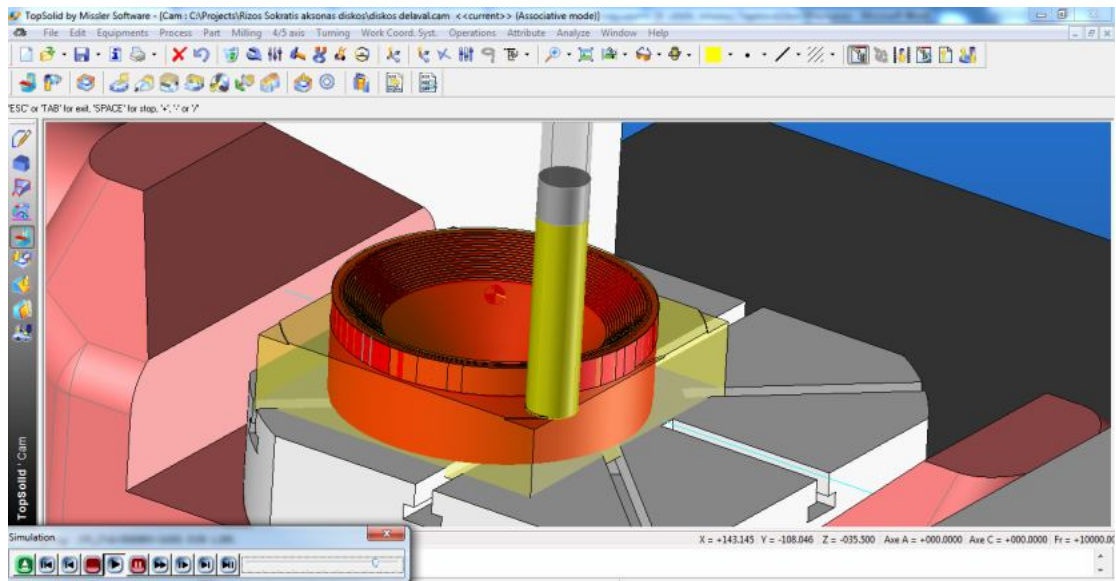 TopSolid by Missler Software - [Cam : C:\Projects\Rizos Sokratis aksonas diskos\diskos delaval.cam <<current>> (Associative mode)]
File Edit Equipments Process Part Milling 4/5 axis Turning Work Coord. Syst. Operations Attribute Analyze Window Help
'ESC' or 'TAB' for exit, 'SPACE' for stop, '+', '-' or '/'
TopSolid 'Cam
Simulation
X = +143.145 Y = -108.046 Z = -035.500 Axe A = +000.0000 Axe C = +000.0000 Fr = +10000.00